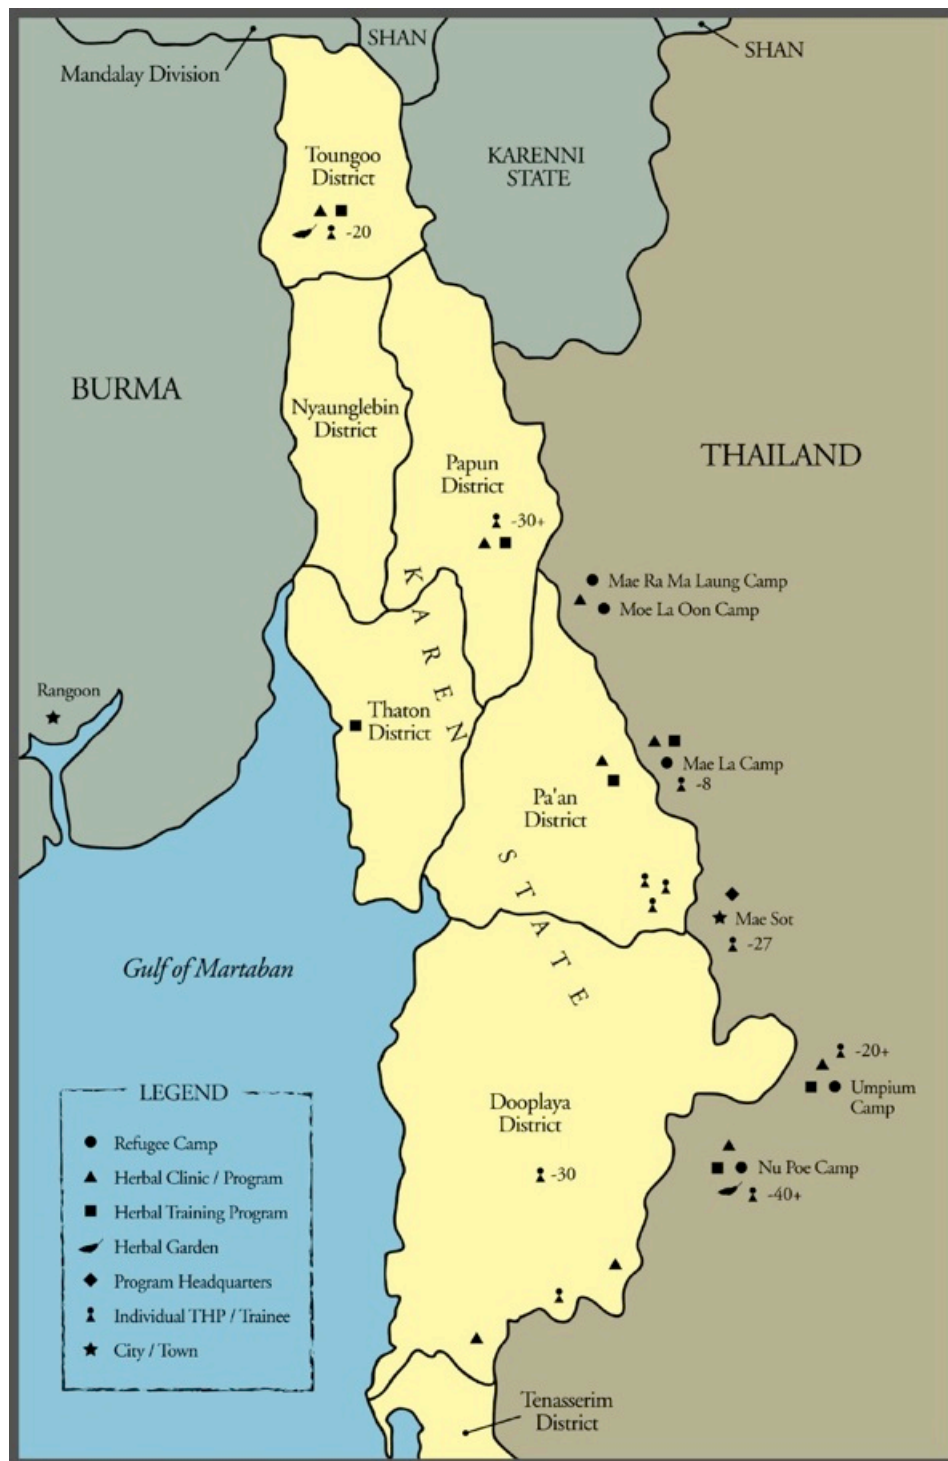 SHAN
SHAN
Mandalay Division
Toungoo
District
KARENNI
STATE
-20
BURMA
Nyaunglebin
District
THAILAND
Papun
District
-30+
KAREN
STATE
Mae Ra Ma Laung Camp
Moe La Oon Camp
Rangoon
Thaton
District
Mae La Camp
-8
Pa'an
District
Mae Sot
-27
Gulf of Martaban
-20+
Umpium
Camp
Dooplaya
District
-30
Nu Poe Camp
-40+
LEGEND
Refugee Camp
Herbal Clinic / Program
Herbal Training Program
Herbal Garden
Program Headquarters
Individual THP / Trainee
City / Town
Tenasserim
District